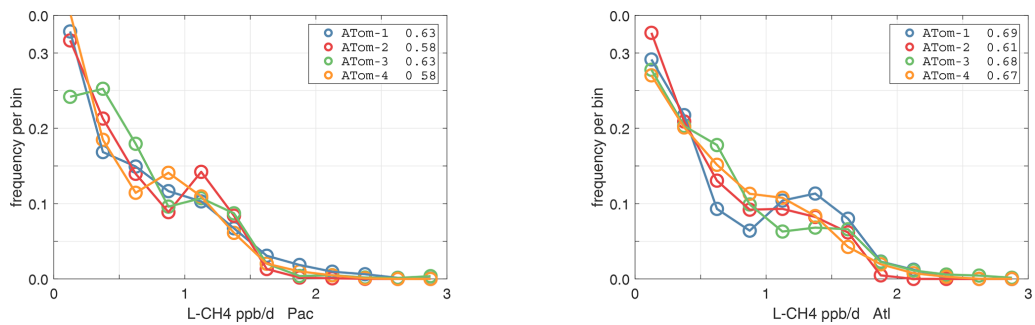 0.0
0.3
0.2
0.1
0.0
frequency per bin
0
1
2
3
L-CH4 ppb/d Pac
ATom-1 0.63
ATom-2 0.58
ATom-3 0.63
ATom-4 0 58
0.0
0.3
0.2
0.1
0.0
frequency per bin
0
1
2
3
L-CH4 ppb/d Atl
ATom-1 0.69
ATom-2 0.61
ATom-3 0.68
ATom-4 0.67